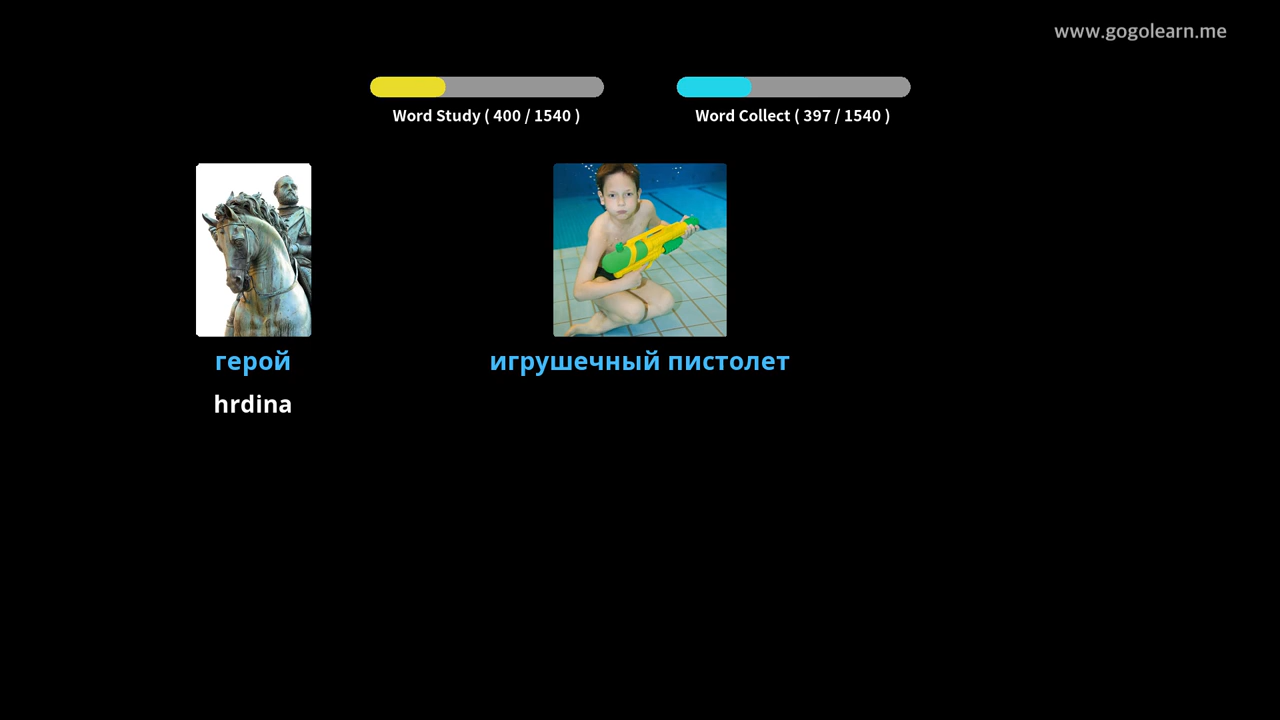 www.gogolearn.me
Word Study ( 400 / 1540 )
Word Collect ( 397 / 1540 )
герой
игрушечный пистолет
hrdina